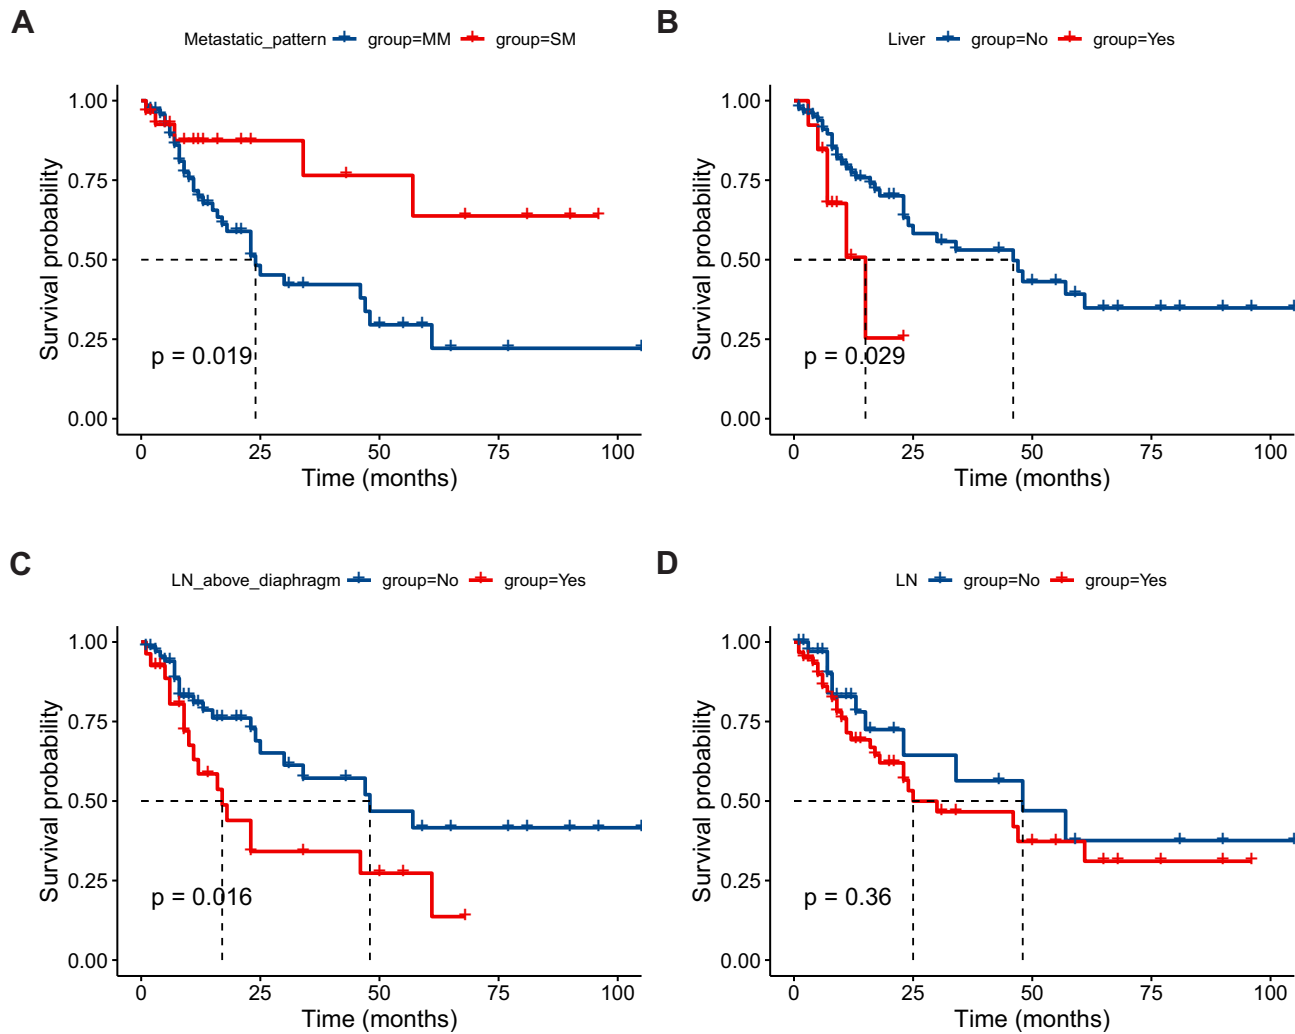 A
Metastatic_pattern group=MM group=SM
1.00
0.75
0.50
0.25
0.00
Survival probability
p = 0.019
0 25 50 75 100
Time (months)
B
Liver group=No group=Yes
1.00
0.75
0.50
0.25
0.00
Survival probability
p = 0.029
0 25 50 75 100
Time (months)
C
LN_above_diaphragm group=No group=Yes
1.00
0.75
0.50
0.25
0.00
Survival probability
p = 0.016
0 25 50 75 100
Time (months)
D
LN group=No group=Yes
1.00
0.75
0.50
0.25
0.00
Survival probability
p = 0.36
0 25 50 75 100
Time (months)